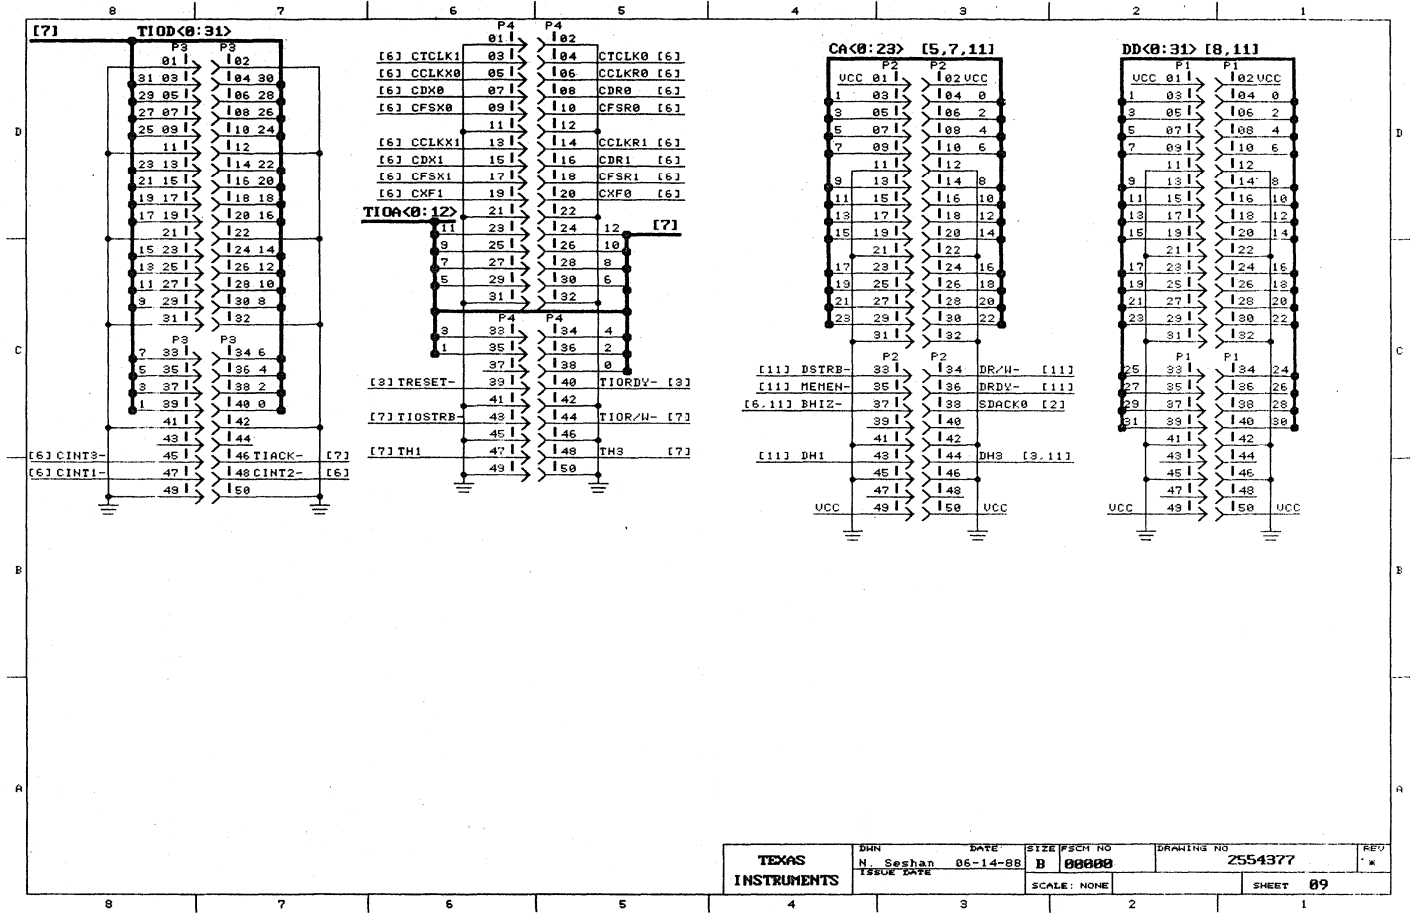 8 7 6 5 4 3 2 1
[7] TIOD<0:31>
P3 P3
01 02
31 03 04 30
29 05 06 28
27 07 08 26
25 09 10 24
11 12
23 13 14 22
21 15 16 20
19 17 18 18
17 19 20 16
21 22
15 23 24 14
13 25 26 12
11 27 28 10
9 29 30 8
31 32
P3 P3
7 33 34 6
5 35 36 4
3 37 38 2
1 39 40 0
41 42
43 44
[6] CINT3- 45 46 TIACK- [7]
[6] CINT1- 47 48 CINT2- [6]
49 50
P4 P4
01 02
[6] CTCLK1 03 04 CTCLK0 [6]
[6] CCLKX0 05 06 CCLKR0 [6]
[6] CDX0 07 08 CDR0 [6]
[6] CFSX0 09 10 CFSR0 [6]
11 12
[6] CCLKX1 13 14 CCLKR1 [6]
[6] CDX1 15 16 CDR1 [6]
[6] CFSX1 17 18 CFSR1 [6]
[6] CXF1 19 20 CXF0 [6]
TIOA<0:12> 21 22
11 23 24 12 [7]
9 25 26 10
7 27 28 8
5 29 30 6
31 32
P4 P4
3 33 34 4
1 35 36 2
37 38 0
[3] TRESET- 39 40 TIORDY- [3]
41 42
[7] TIOSTRB- 43 44 TIOR/W- [7]
45 46
[7] TH1 47 48 TH3 [7]
49 50
CA<0:23> [5,7,11]
P2 P2
VCC 01 02 VCC
1 03 04 0
3 05 06 2
5 07 08 4
7 09 10 6
11 12
9 13 14 8
11 15 16 10
13 17 18 12
15 19 20 14
21 22
17 23 24 16
19 25 26 18
21 27 28 20
23 29 30 22
31 32
P2 P2
[11] DSTRB- 33 34 DR/W- [11]
[11] MEMEN- 35 36 DRDY- [11]
[6,11] BHIZ- 37 38 SDACK0 [2]
39 40
41 42
[11] DH1 43 44 DH3 [3,11]
45 46
47 48
VCC 49 50 VCC
DD<0:31> [8,11]
P1 P1
VCC 01 02 VCC
1 03 04 0
3 05 06 2
5 07 08 4
7 09 10 6
11 12
9 13 14 8
11 15 16 10
13 17 18 12
15 19 20 14
21 22
17 23 24 16
19 25 26 18
21 27 28 20
23 29 30 22
31 32
P1 P1
25 33 34 24
27 35 36 26
29 37 38 28
31 39 40 30
41 42
43 44
45 46
47 48
VCC 49 50 VCC
D D
C C
B B
A A
TEXAS
INSTRUMENTS
DWN DATE
N. Seshan 06-14-88
ISSUE DATE
SIZE FSCM NO DRAWING NO REV
B 00000 2554377 *
SCALE: NONE SHEET 09
8 7 6 5 4 3 2 1